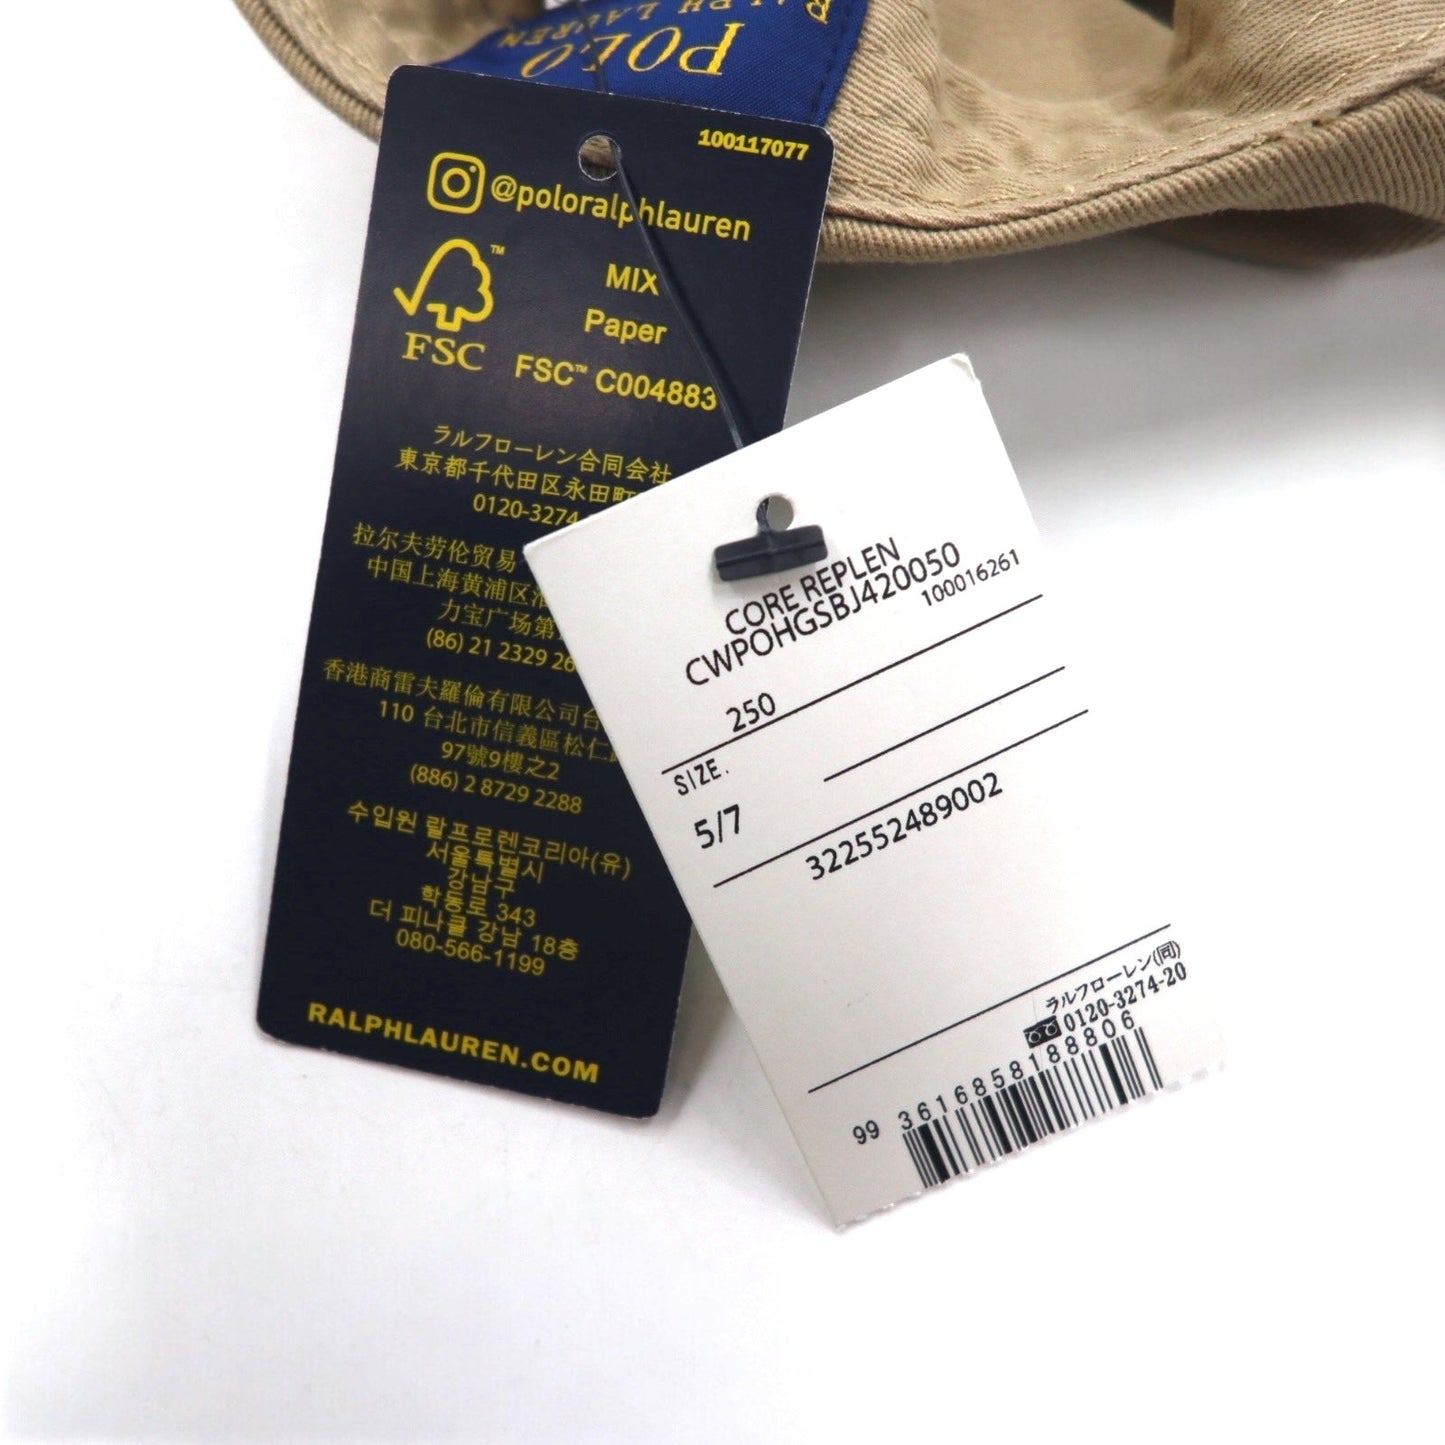 POLO
RALPH LAUREN
100117077
@poloralphlauren
MIX
Paper
FSC™ C004883
™
FSC
ラルフローレン合同会社
東京都千代田区永田町
0120-3274
拉尔夫劳伦贸易
中国上海黄浦区
力宝广场第
(86) 21 2329 26
香港商雷夫羅倫有限公司台
110 台北市信義區松仁路
97號9樓之2
(886) 2 8729 2288
수입원 랄프로렌코리아(유)
서울특별시
강남구
학동로 343
더 피나클 강남 18층
080-566-1199
RALPHLAUREN.COM
CORE REPLEN
CWPOHGSBJ420050
100016261
250
SIZE.
5/7
322552489002
ラルフローレン(同)
0120-3274-20
99 3616858188806